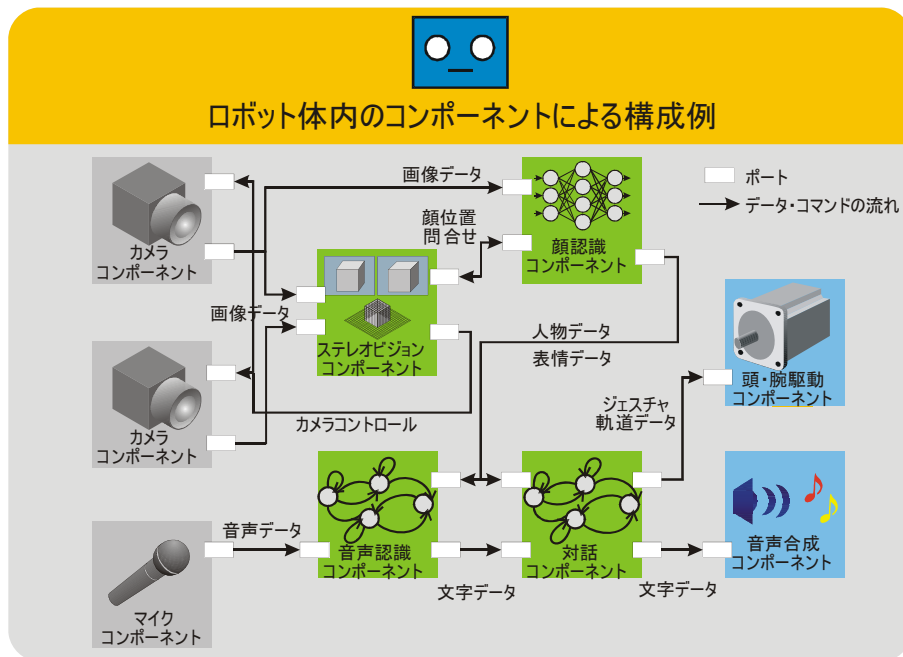 ロボット体内のコンポーネントによる構成例
カメラ
コンポーネント
画像データ
顔位置
問合せ
顔認識
コンポーネント
ポート
データ・コマンドの流れ
画像データ
ステレオビジョン
コンポーネント
人物データ
表情データ
頭・腕駆動
コンポーネント
カメラ
コンポーネント
カメラコントロール
ジェスチャ
軌道データ
音声データ
音声認識
コンポーネント
文字データ
対話
コンポーネント
文字データ
音声合成
コンポーネント
マイク
コンポーネント